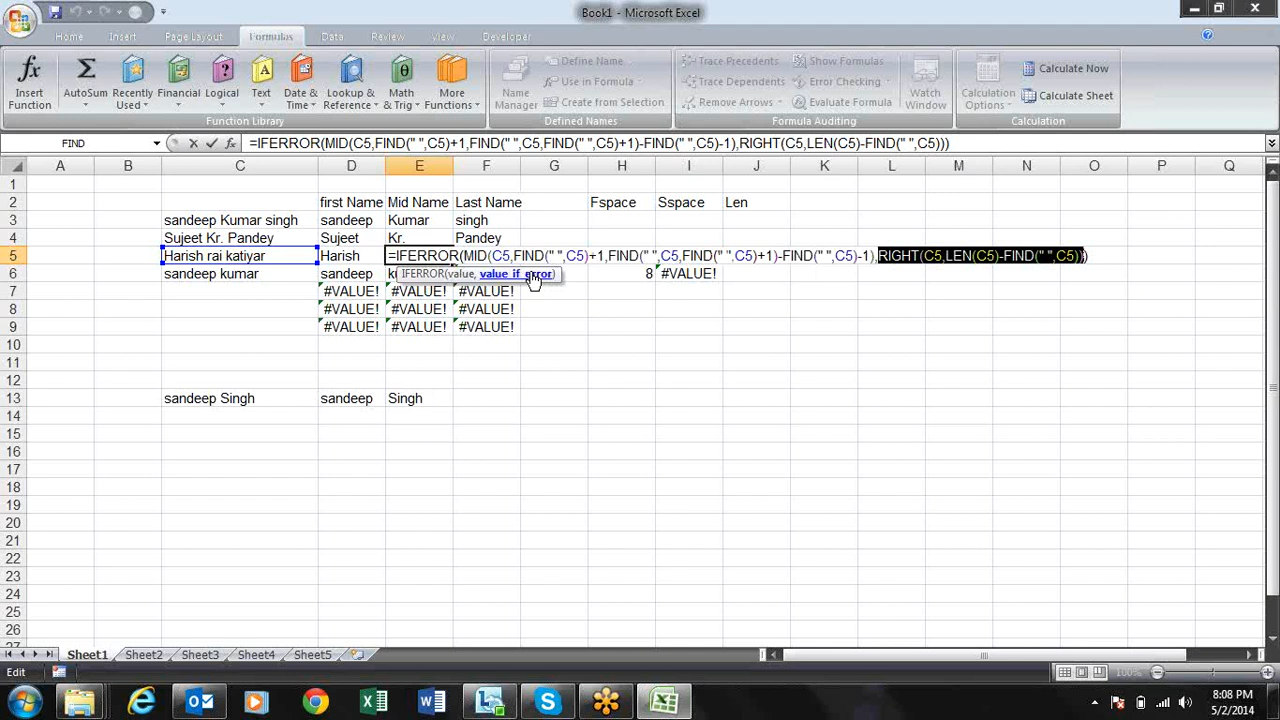 Book1 - Microsoft Excel
Home Insert Page Layout Formulas Data Review View Developer
fx Σ θ
Insert Function AutoSum Recently Used Financial Logical Text Date & Time Lookup & Reference Math & Trig More Functions
Function Library
Name Manager Define Name Use in Formula Create from Selection
Defined Names
Trace Precedents Trace Dependents Remove Arrows Show Formulas Error Checking Evaluate Formula Watch Window
Formula Auditing
Calculation Options Calculate Now Calculate Sheet
Calculation
FIND fx =IFERROR(MID(C5,FIND(" ",C5)+1,FIND(" ",C5,FIND(" ",C5)+1)-FIND(" ",C5)-1),RIGHT(C5,LEN(C5)-FIND(" ",C5)))
A B C D E F G H I J K L M N O P Q
1
2 first Name Mid Name Last Name Fspace Sspace Len
3 sandeep Kumar singh sandeep Kumar singh
4 Sujeet Kr. Pandey Sujeet Kr. Pandey
5 Harish rai katiyar Harish =IFERROR(MID(C5,FIND(" ",C5)+1,FIND(" ",C5,FIND(" ",C5)+1)-FIND(" ",C5)-1),RIGHT(C5,LEN(C5)-FIND(" ",C5)))
6 sandeep kumar sandeep IFERROR(value, value_if_error) 8 #VALUE!
7 #VALUE! #VALUE! #VALUE!
8 #VALUE! #VALUE! #VALUE!
9 #VALUE! #VALUE! #VALUE!
10
11
12
13 sandeep Singh sandeep Singh
14
15
16
17
18
19
20
21
22
23
24
25
26
27
Sheet1 Sheet2 Sheet3 Sheet4 Sheet5
Edit 100%
8:08 PM
5/2/2014